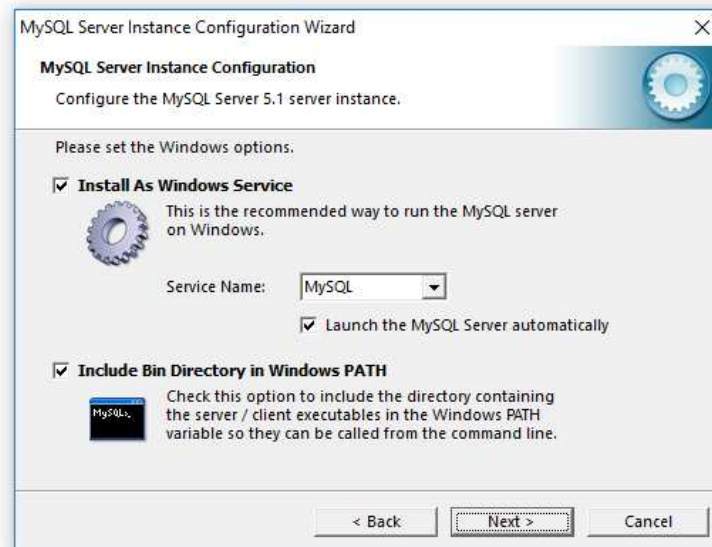 MySQL Server Instance Configuration Wizard
MySQL Server Instance Configuration
Configure the MySQL Server 5.1 server instance.
Please set the Windows options.
Install As Windows Service
This is the recommended way to run the MySQL server
on Windows.
Service Name: MySQL
Launch the MySQL Server automatically
Include Bin Directory in Windows PATH
MySQL>_
Check this option to include the directory containing
the server / client executables in the Windows PATH
variable so they can be called from the command line.
< Back Next > Cancel